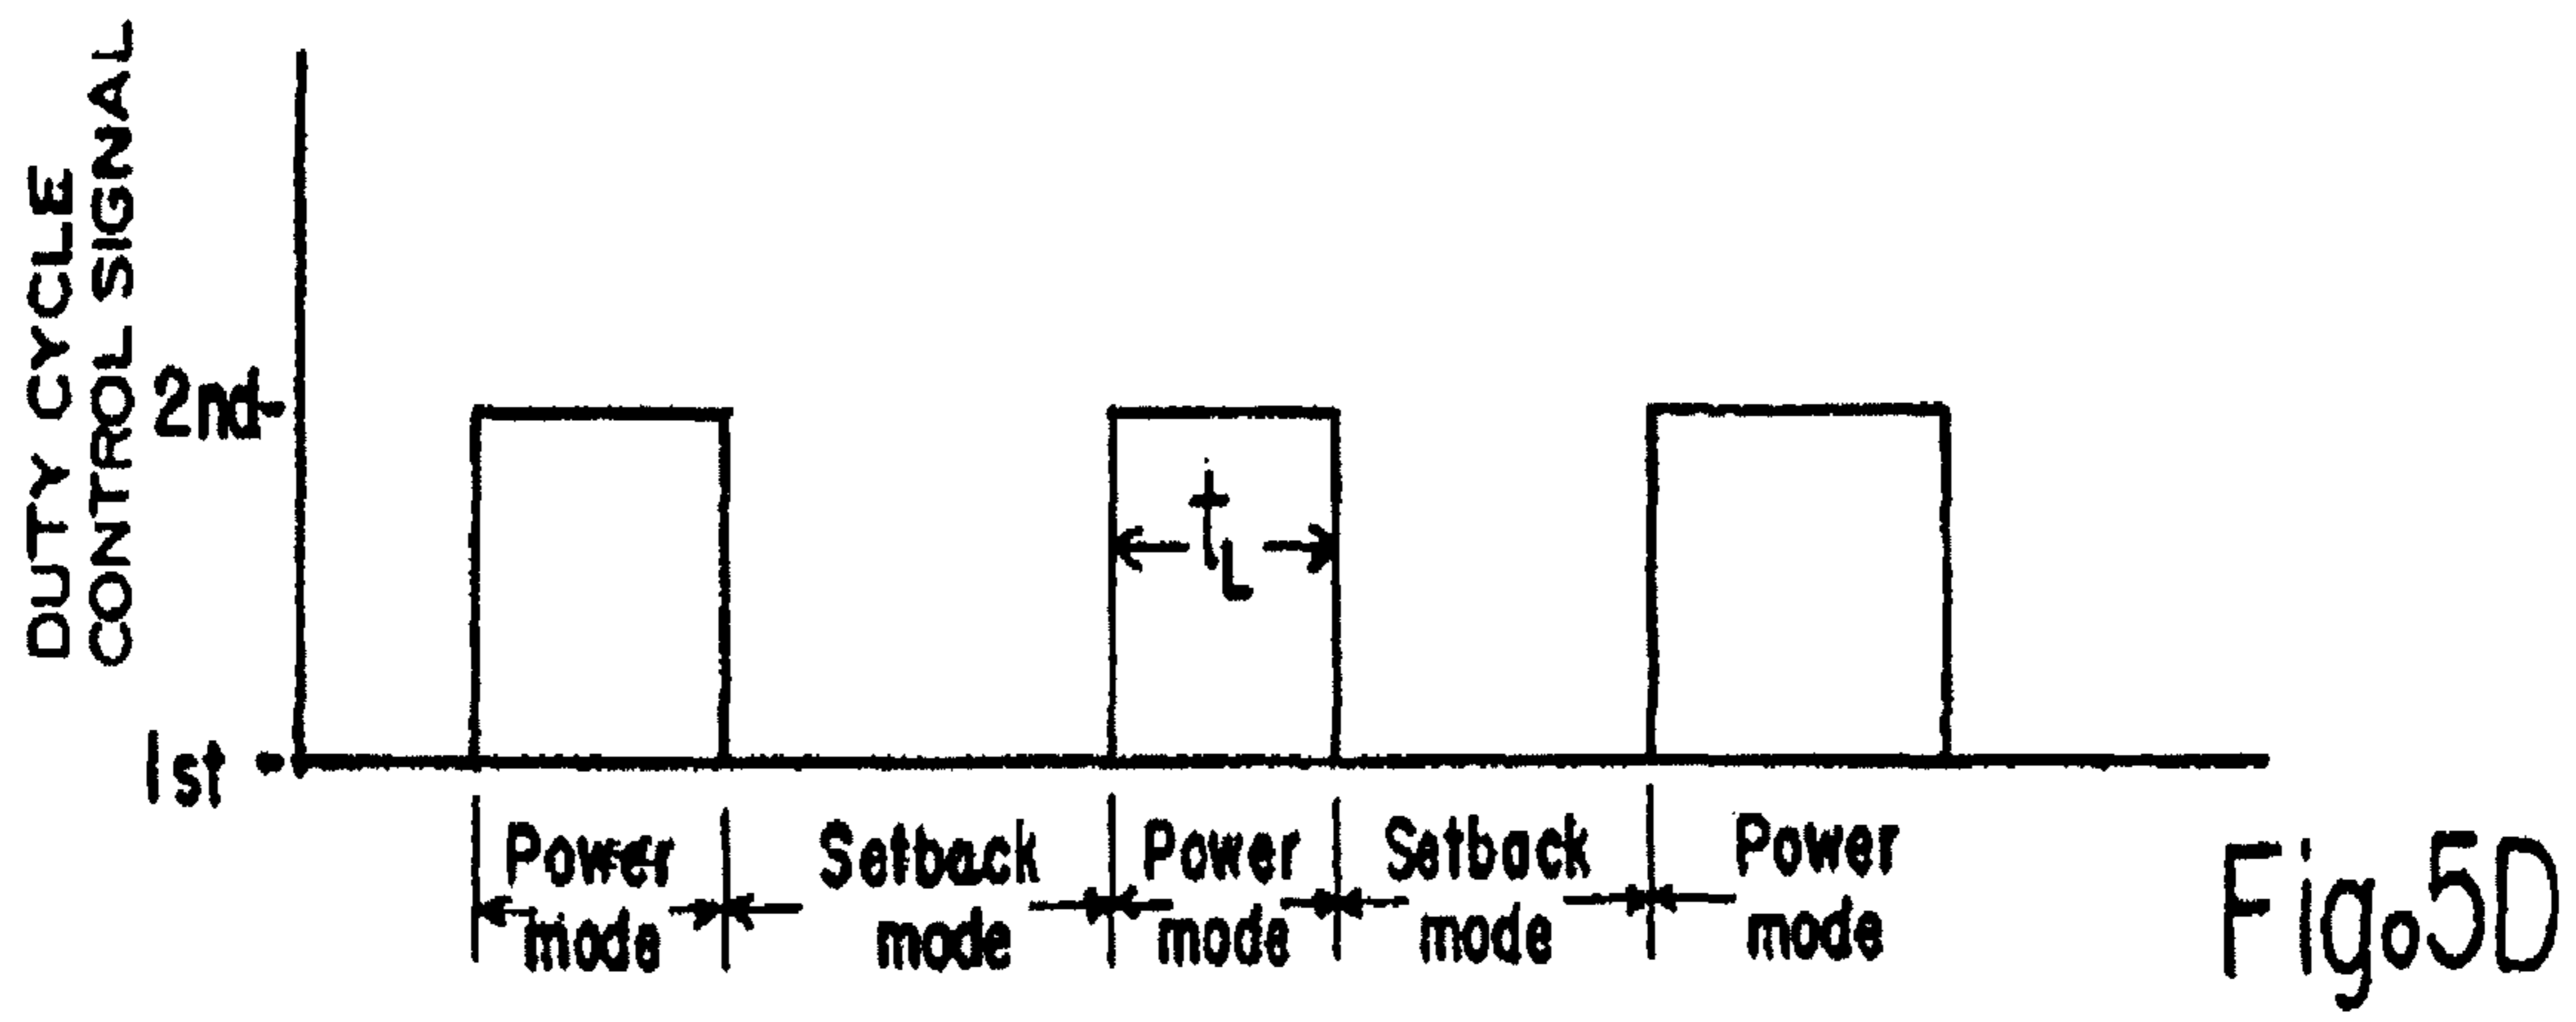 DUTY CYCLE
CONTROL SIGNAL
2nd
tL
1st
Power
mode
Setback
mode
Power
mode
Setback
mode
Power
mode
Fig. 5D